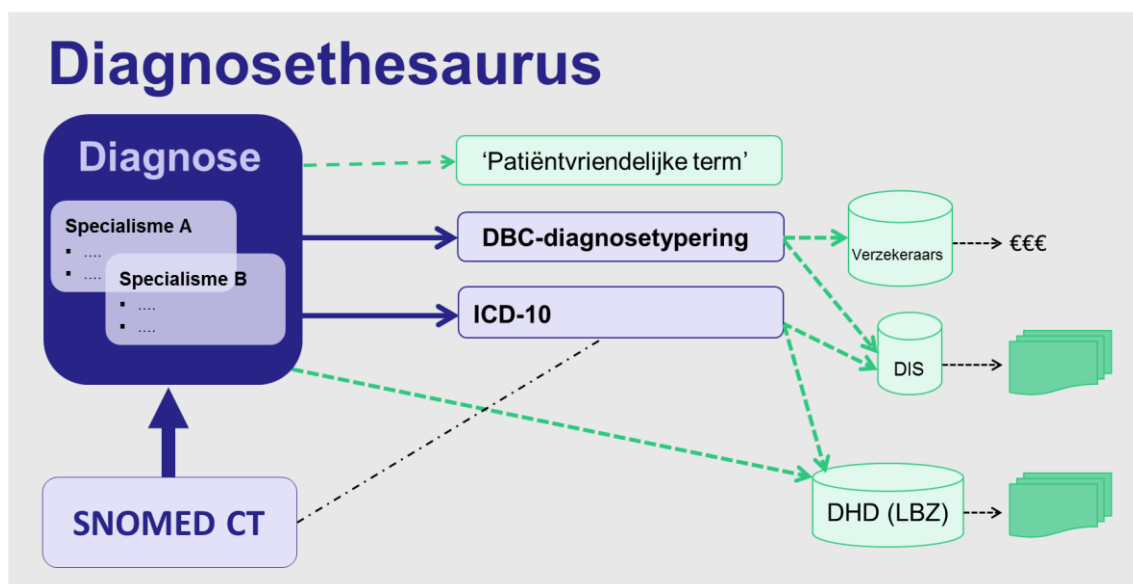 Diagnosethesaurus
Diagnose
Specialisme A
▪ ....
▪ ....
Specialisme B
▪ ....
▪ ....
SNOMED CT
‘Patiëntvriendelijke term’
DBC-diagnosetypering
ICD-10
Verzekeraars
€€€
DIS
DHD (LBZ)